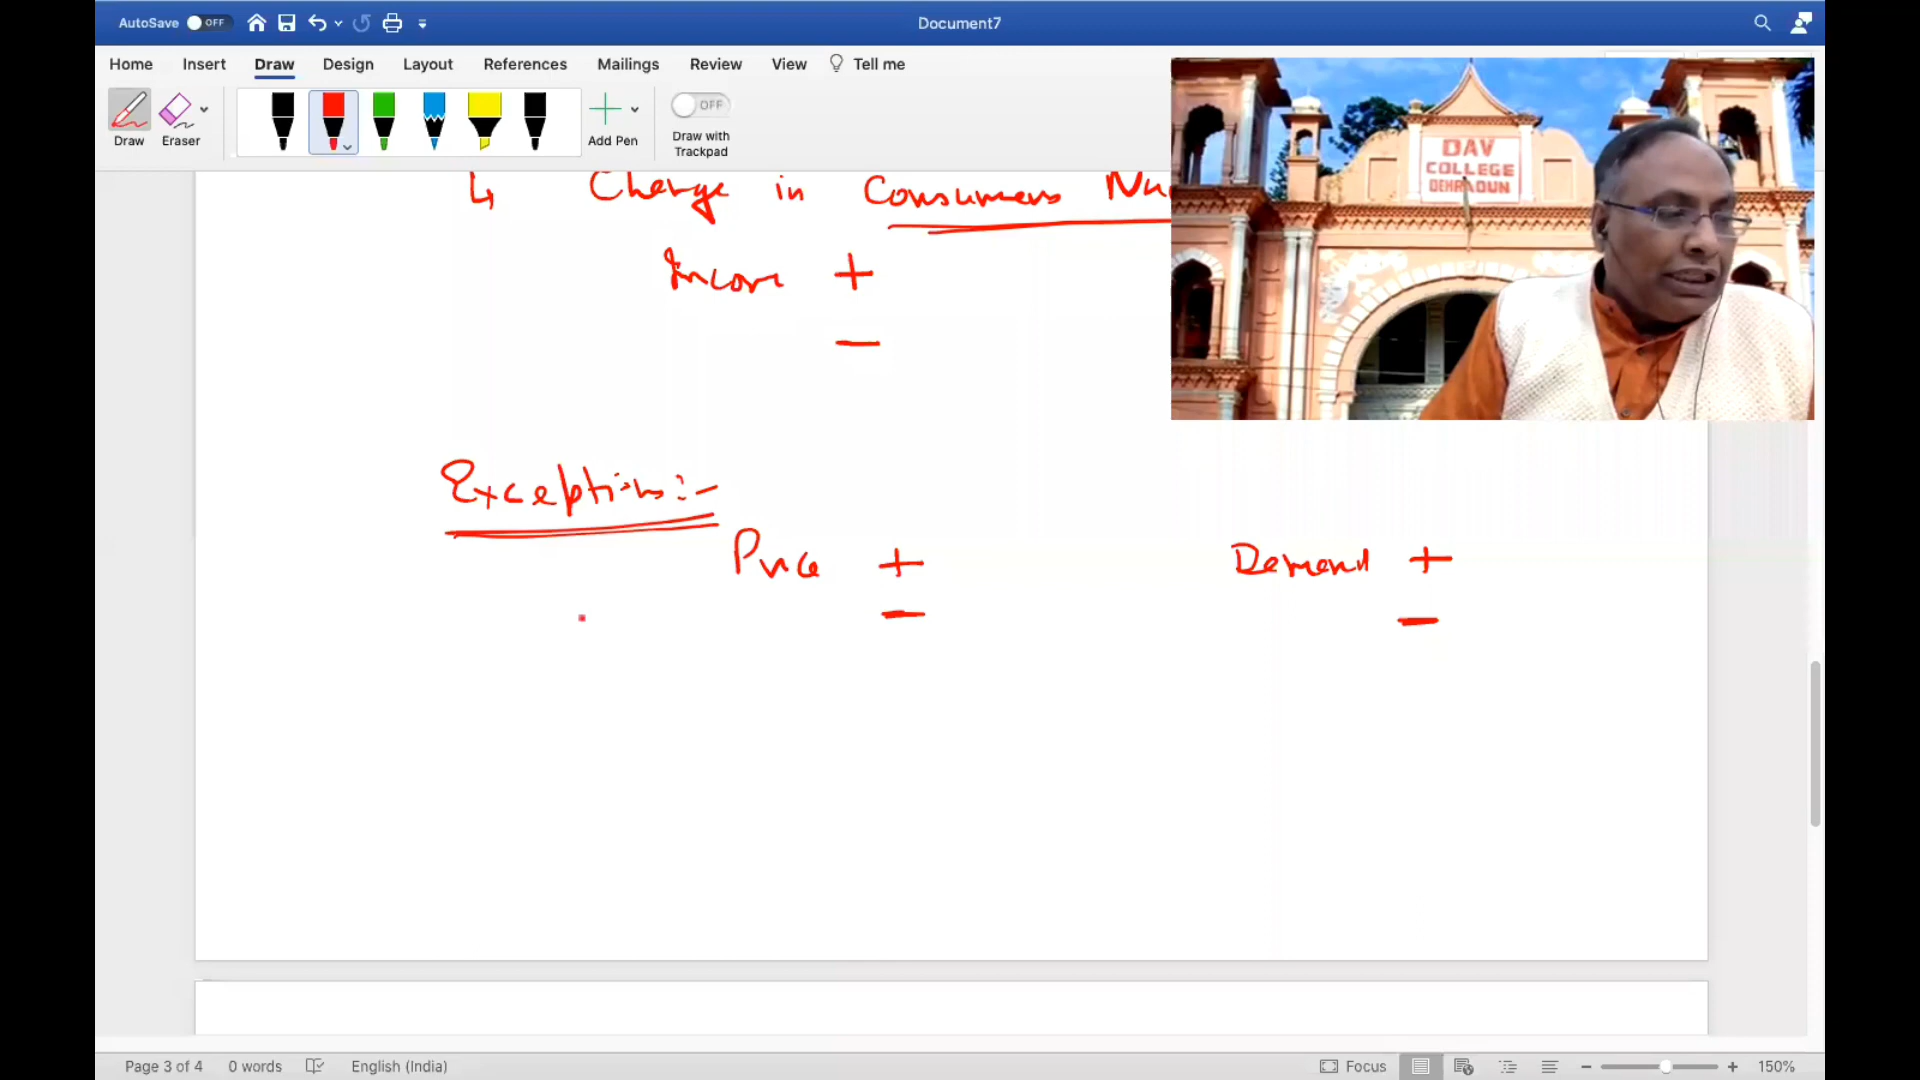 AutoSave OFF Document7
Home Insert Draw Design Layout References Mailings Review View Tell me
OFF
Draw Eraser Add Pen Draw with
Trackpad
DAV
COLLEGE
DEHRADUN
↳ Change in Consumers
Income +
–
Exceptions :-
Price + Demand +
– –
Page 3 of 4 0 words English (India) Focus 150%